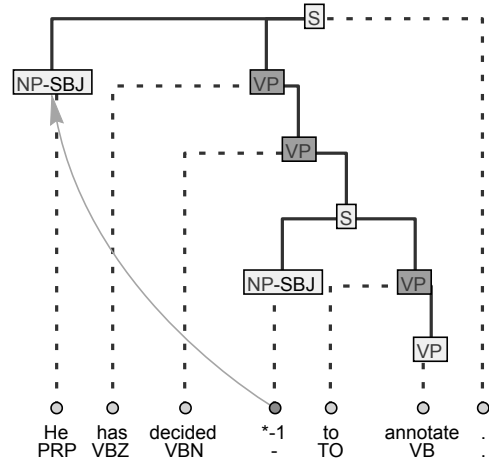 S
NP-SBJ VP
VP
S
NP-SBJ VP
VP
He has decided *-1 to annotate .
PRP VBZ VBN - TO VB .